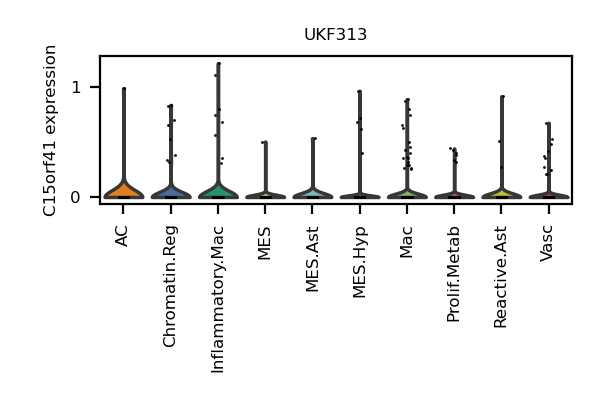 UKF313
C15orf41 expression
1
0
AC
Chromatin.Reg
Inflammatory.Mac
MES
MES.Ast
MES.Hyp
Mac
Prolif.Metab
Reactive.Ast
Vasc